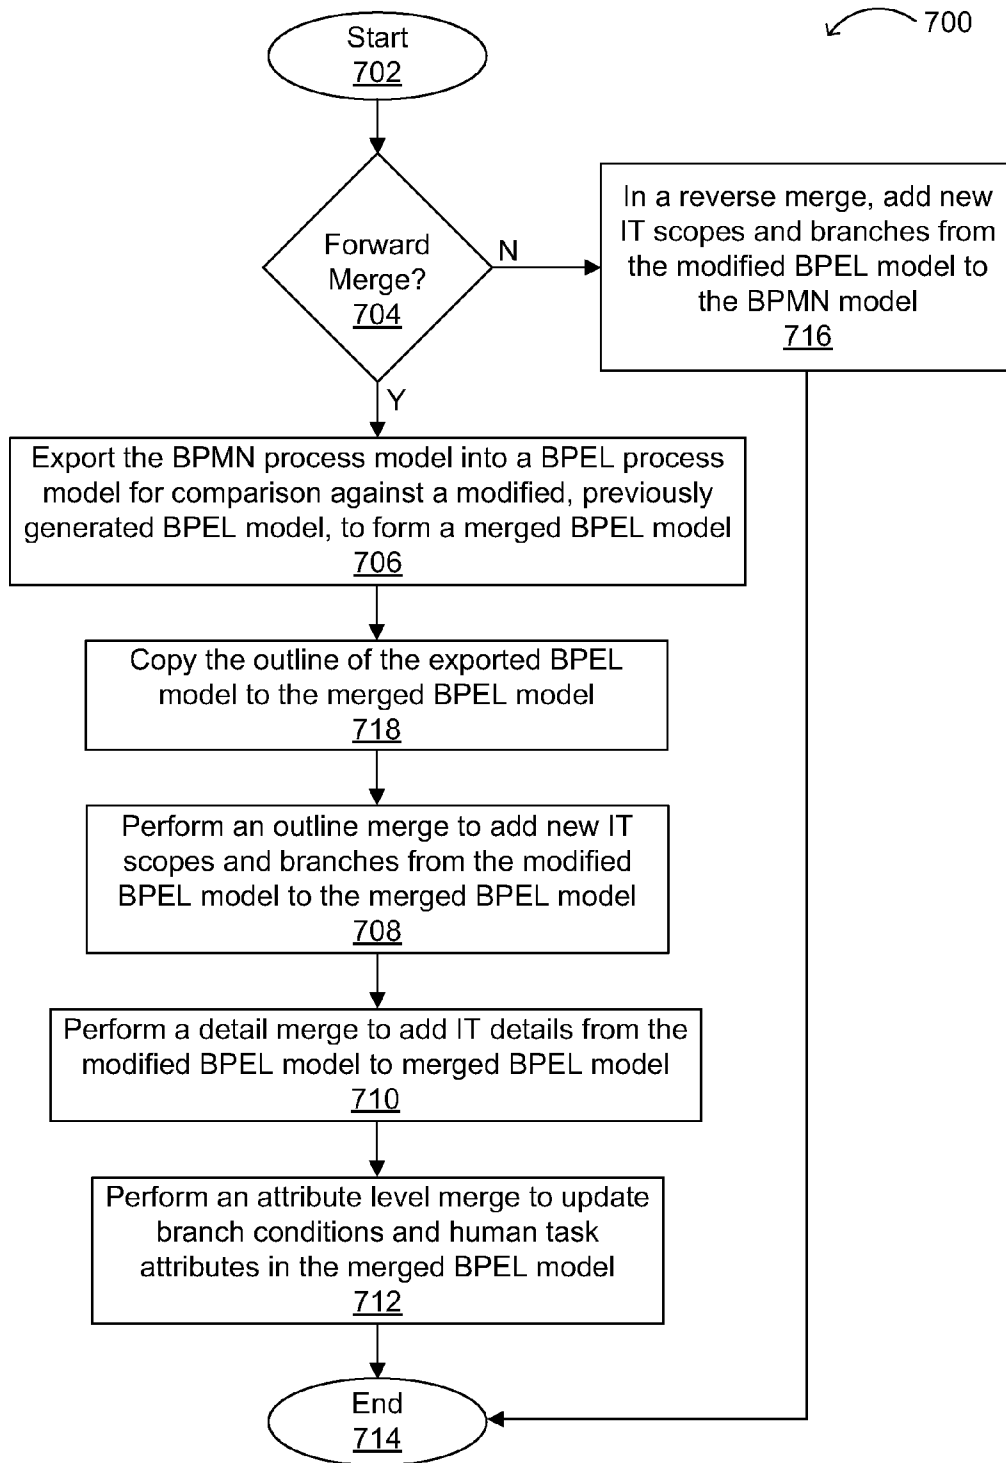 700
Start
702
Forward
Merge?
704
N
Y
In a reverse merge, add new
IT scopes and branches from
the modified BPEL model to
the BPMN model
716
Export the BPMN process model into a BPEL process
model for comparison against a modified, previously
generated BPEL model, to form a merged BPEL model
706
Copy the outline of the exported BPEL
model to the merged BPEL model
718
Perform an outline merge to add new IT
scopes and branches from the modified
BPEL model to the merged BPEL model
708
Perform a detail merge to add IT details from the
modified BPEL model to merged BPEL model
710
Perform an attribute level merge to update
branch conditions and human task
attributes in the merged BPEL model
712
End
714